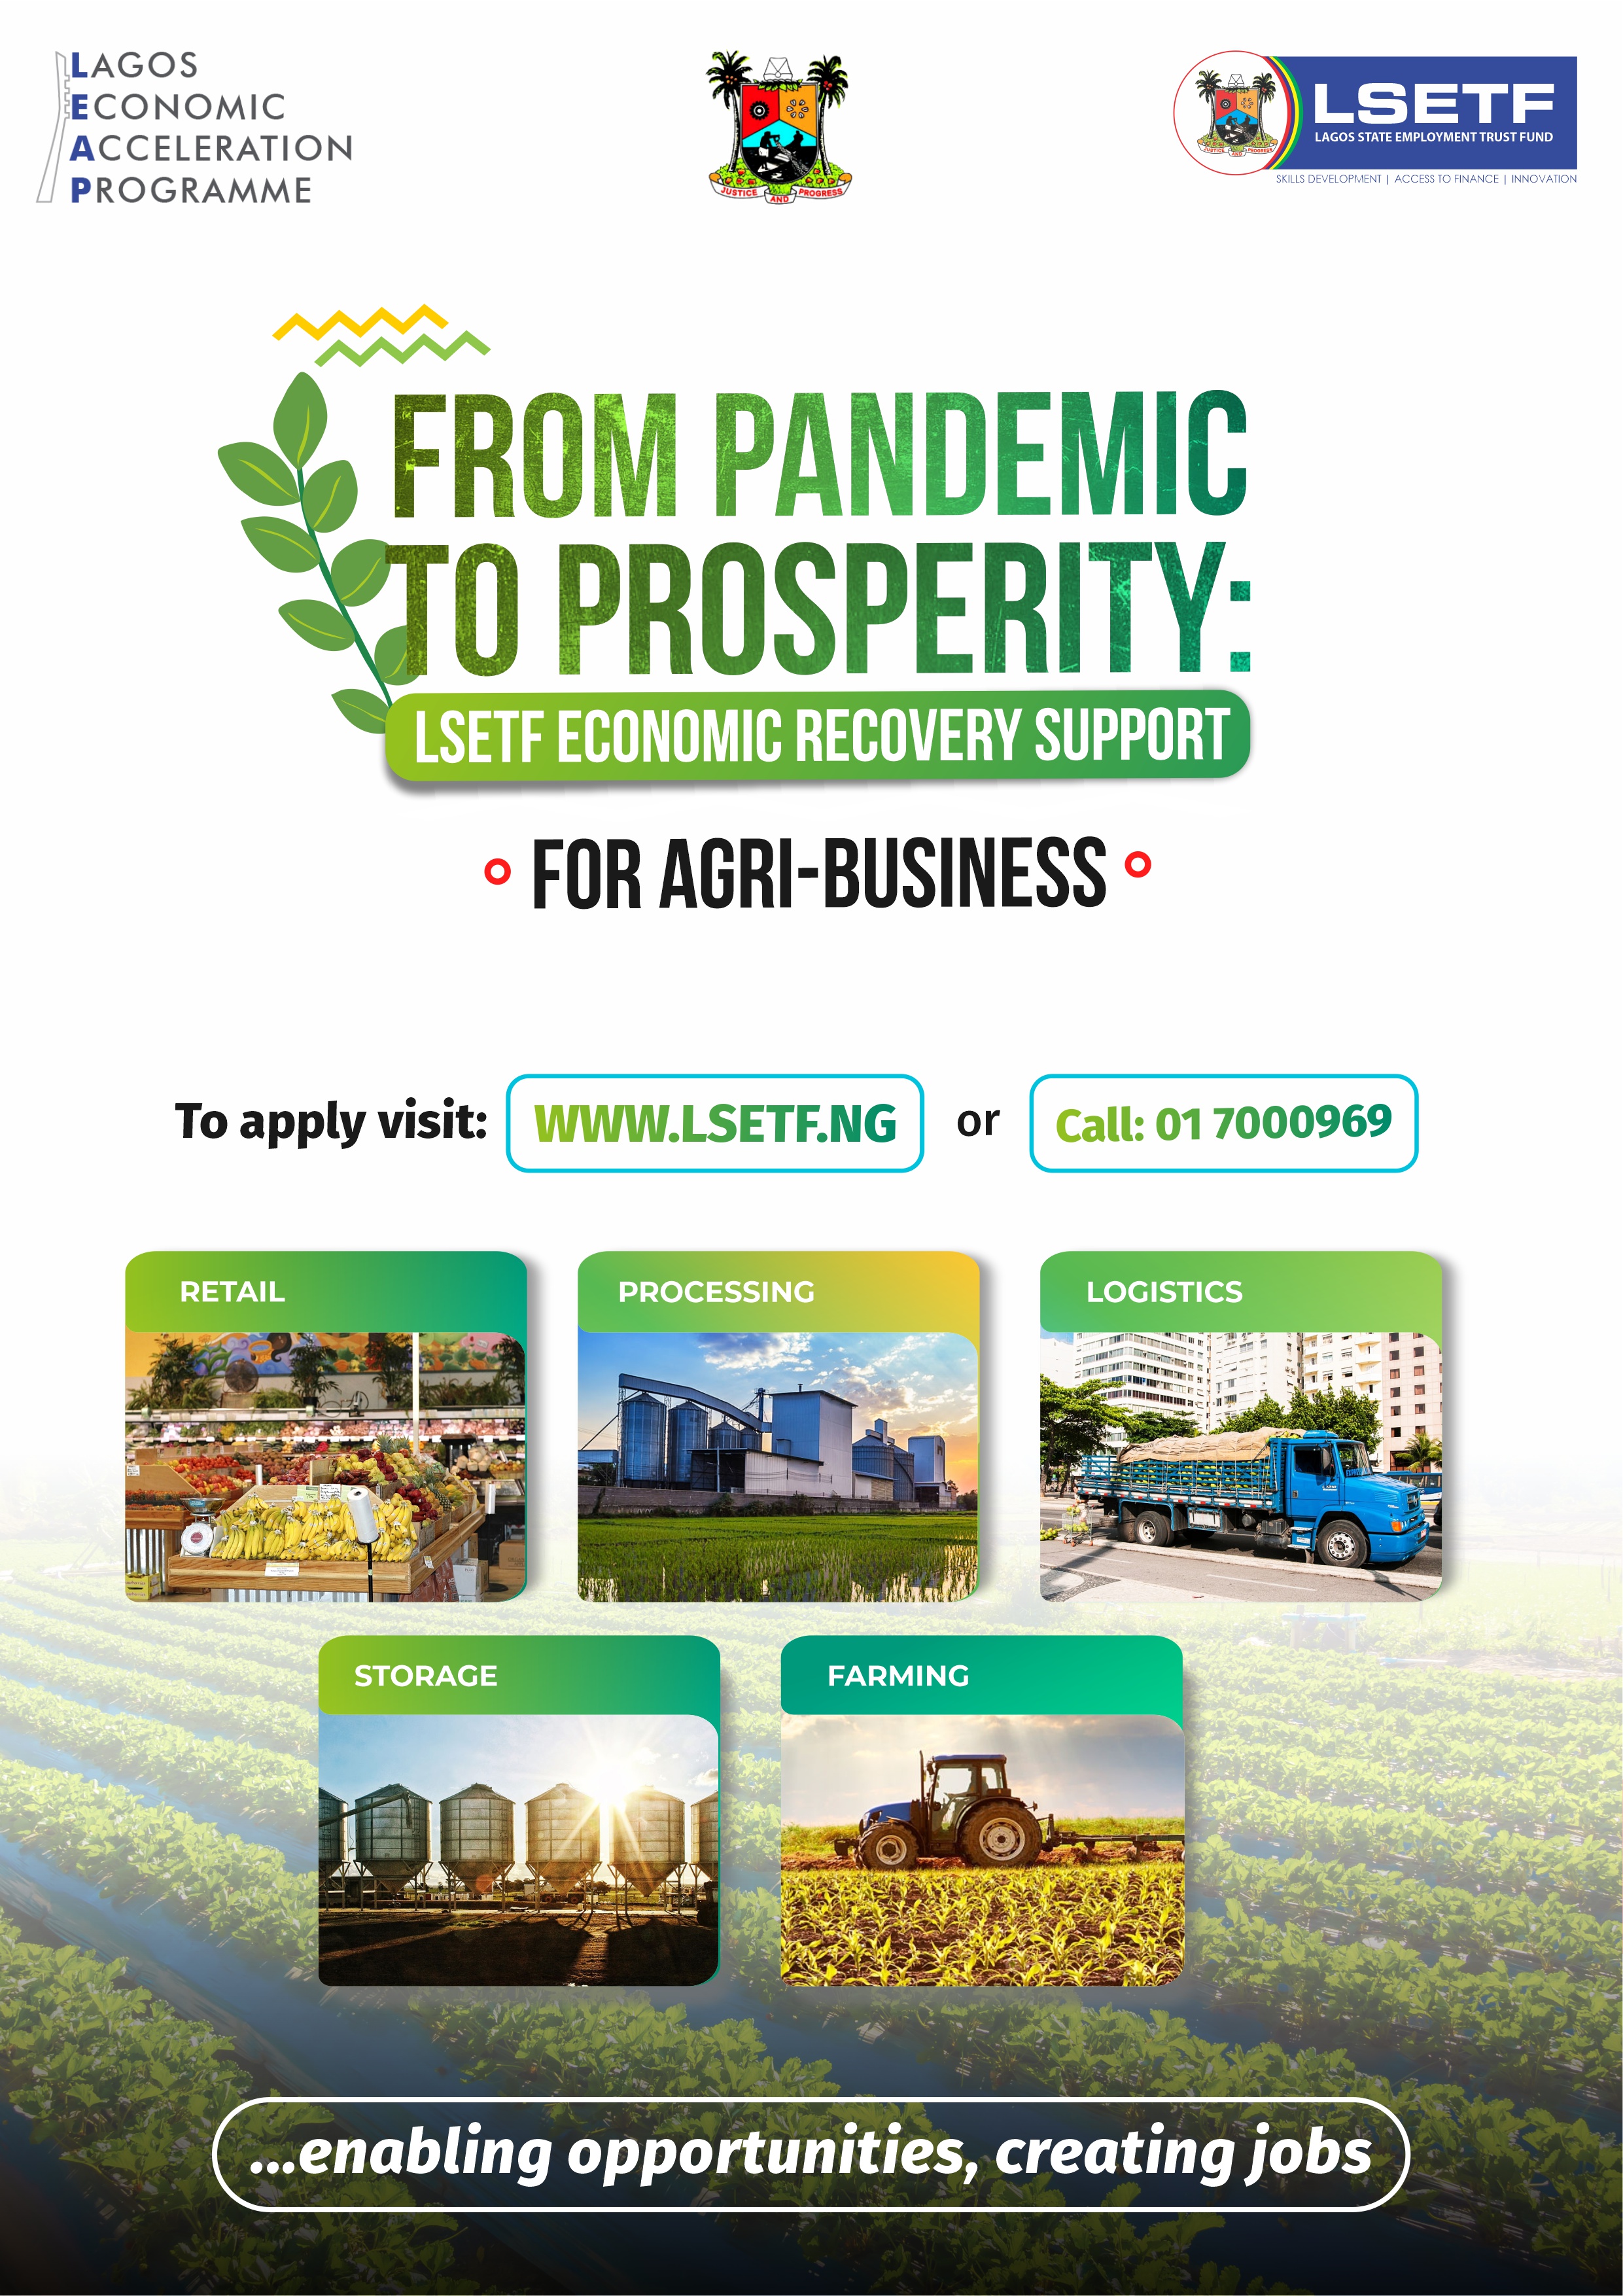 LAGOS
ECONOMIC
ACCELERATION
PROGRAMME
JUSTICE AND PROGRESS
LSETF
LAGOS STATE EMPLOYMENT TRUST FUND
SKILLS DEVELOPMENT | ACCESS TO FINANCE | INNOVATION
FROM PANDEMIC
TO PROSPERITY:
LSETF ECONOMIC RECOVERY SUPPORT
FOR AGRI-BUSINESS
To apply visit: WWW.LSETF.NG or Call: 01 7000969
RETAIL
PROCESSING
LOGISTICS
STORAGE
FARMING
...enabling opportunities, creating jobs